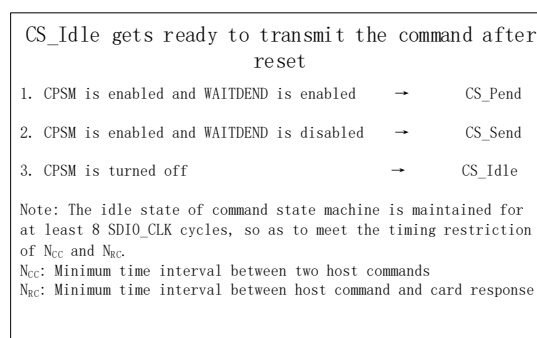 CS_Idle gets ready to transmit the command after
reset
1. CPSM is enabled and WAITDEND is enabled → CS_Pend
2. CPSM is enabled and WAITDEND is disabled → CS_Send
3. CPSM is turned off → CS_Idle
Note: The idle state of command state machine is maintained for
at least 8 SDIO_CLK cycles, so as to meet the timing restriction
of NCC and NRC.
NCC: Minimum time interval between two host commands
NRC: Minimum time interval between host command and card response